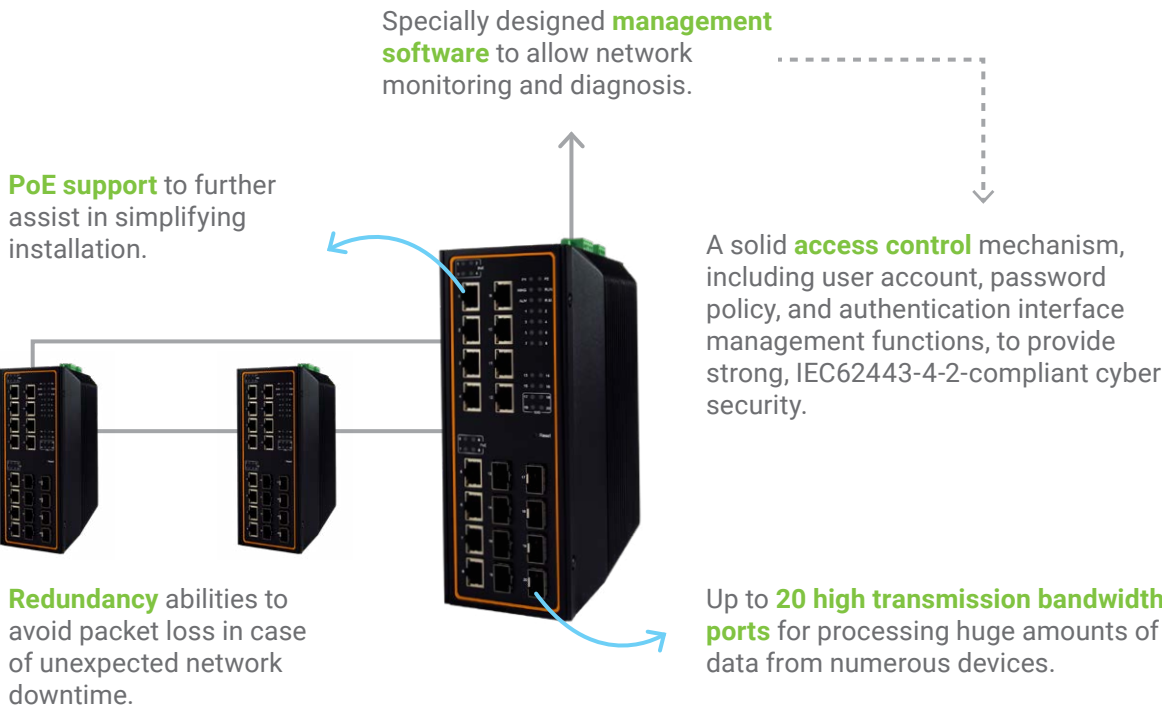 Specially designed management
software to allow network
monitoring and diagnosis.
PoE support to further
assist in simplifying
installation.
A solid access control mechanism,
including user account, password
policy, and authentication interface
management functions, to provide
strong, IEC62443-4-2-compliant cyber
security.
Redundancy abilities to
avoid packet loss in case
of unexpected network
downtime.
Up to 20 high transmission bandwidth
ports for processing huge amounts of
data from numerous devices.